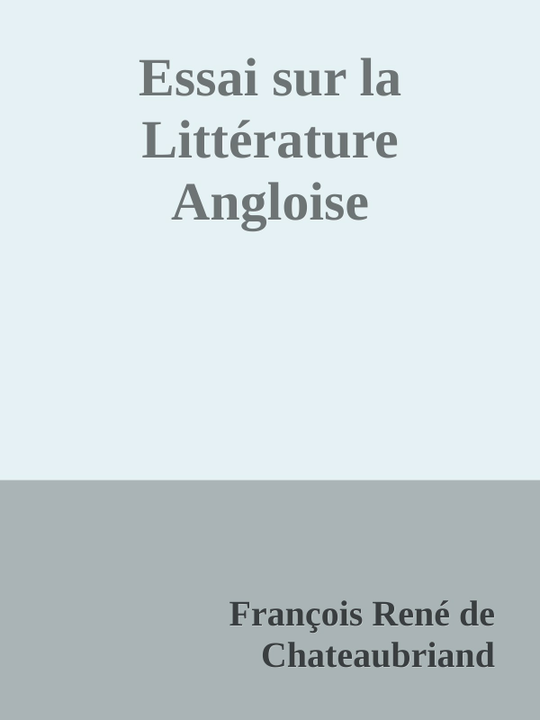 Essai sur la
Littérature
Angloise
François René de
Chateaubriand